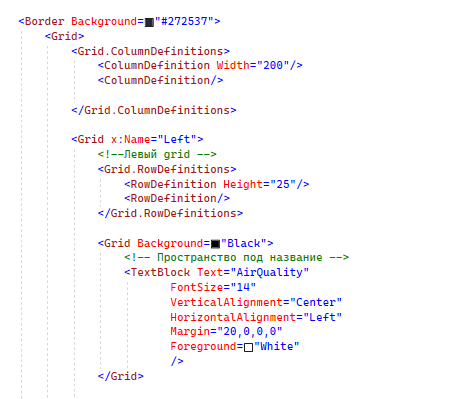 <Border Background="#272537">
<Grid>
<Grid.ColumnDefinitions>
<ColumnDefinition Width="200"/>
<ColumnDefinition/>
</Grid.ColumnDefinitions>
<Grid x:Name="Left">
<!--Левый grid -->
<Grid.RowDefinitions>
<RowDefinition Height="25"/>
<RowDefinition/>
</Grid.RowDefinitions>
<Grid Background="Black">
<!-- Пространство под название -->
<TextBlock Text="AirQuality"
FontSize="14"
VerticalAlignment="Center"
HorizontalAlignment="Left"
Margin="20,0,0,0"
Foreground="White"
/>
</Grid>